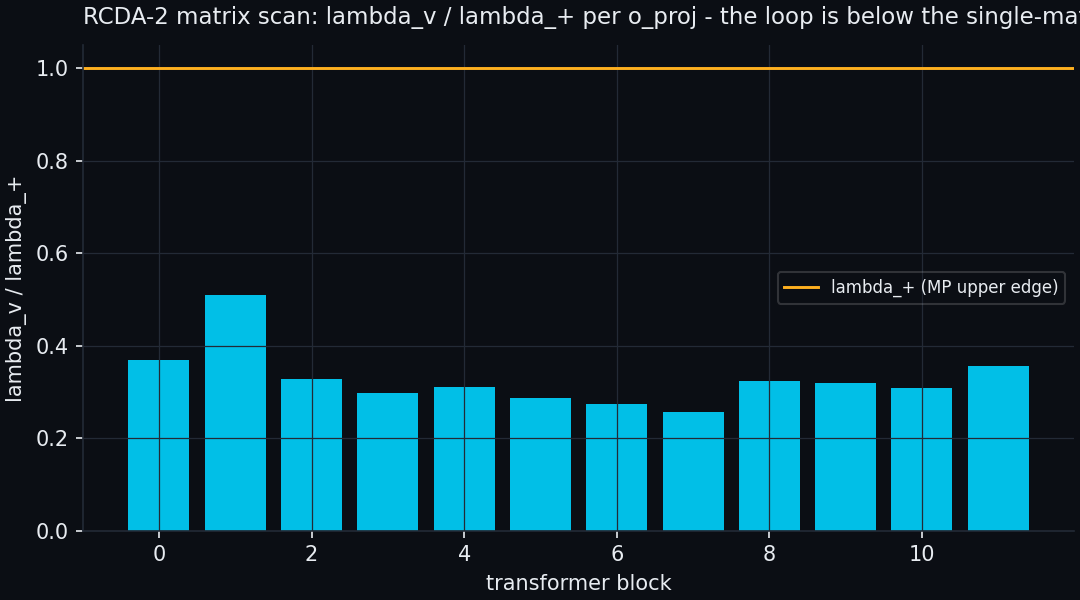 RCDA-2 matrix scan: lambda_v / lambda_+ per o_proj - the loop is below the
lambda_v / lambda_+
1.0
0.8
0.6
0.4
0.2
0.0
lambda_+ (MP upper edge)
0 2 4 6 8 10
transformer block